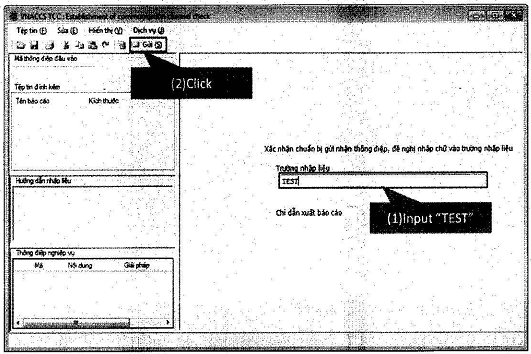 VNACCS TCC: Establishment of communication channel check
Tệp tin (F) Sửa (E) Hiển thị (V) Dịch vụ (J)
Gửi (S)
Mã thông điệp đầu vào
(2)Click
Tệp tin đính kèm
Tên báo cáo Kích thước
Xác nhận chuẩn bị gửi nhận thông điệp, đề nghị nhập chữ vào trường nhập liệu
Trường nhập liệu
TEST
Hướng dẫn nhập liệu
Chỉ dẫn xuất báo cáo
(1)Input "TEST"
Thông điệp nghiệp vụ
Mã Nội dung Giải pháp